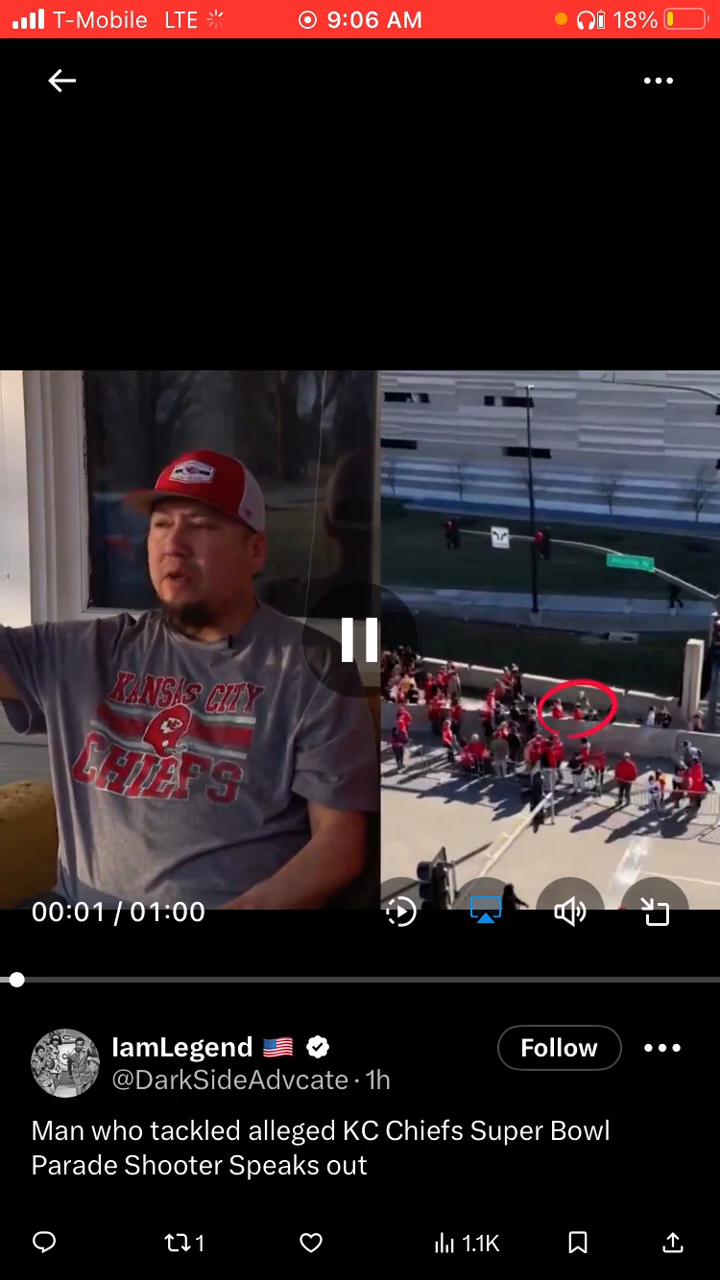 T-Mobile LTE 9:06 AM 18%
KANSAS CITY
KC
CHIEFS
00:01 / 01:00
IamLegend 🇺🇸
Follow
@DarkSideAdvcate · 1h
Man who tackled alleged KC Chiefs Super Bowl
Parade Shooter Speaks out
1
1.1K